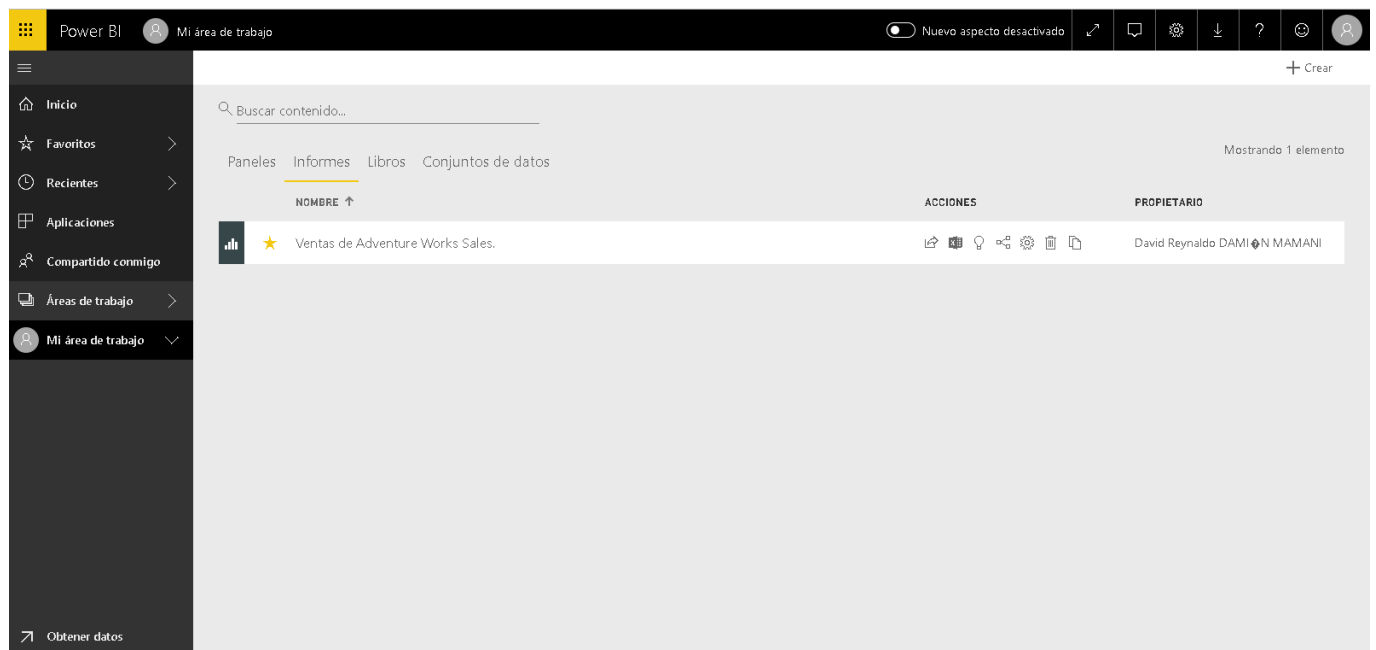 Power BI Mi área de trabajo Nuevo aspecto desactivado ?
Crear
Inicio
Favoritos
Recientes
Aplicaciones
Compartido conmigo
Áreas de trabajo
Mi área de trabajo
Obtener datos
Buscar contenido...
Paneles Informes Libros Conjuntos de datos
Mostrando 1 elemento
NOMBRE ACCIONES PROPIETARIO
Ventas de Adventure Works Sales. David Reynaldo DAMI�N MAMANI